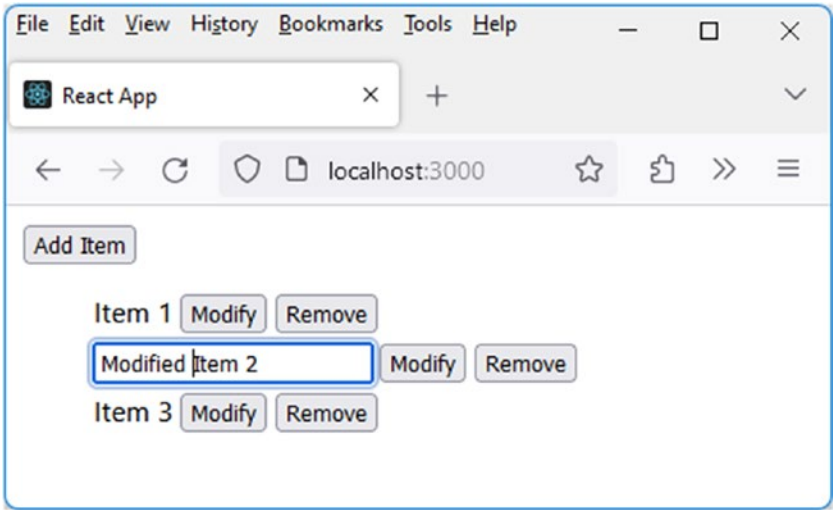 File Edit View History Bookmarks Tools Help
React App
localhost:3000
Add Item
Item 1 Modify Remove
Modified Item 2 Modify Remove
Item 3 Modify Remove